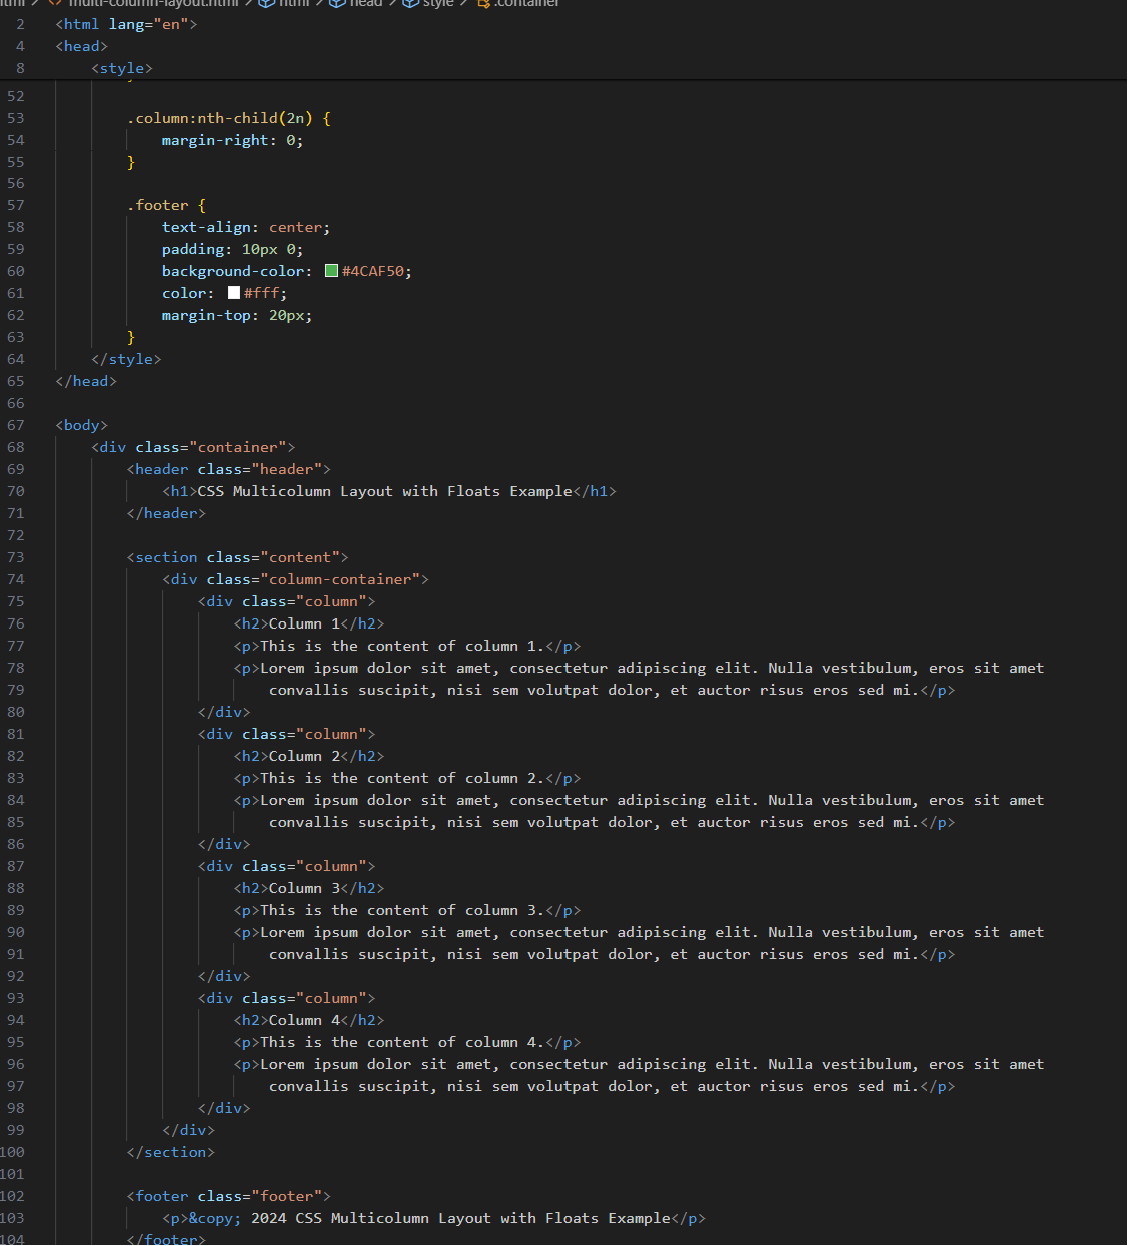 html > <> multi-column-layout.html > html > head > style > .container
2 <html lang="en">
4 <head>
8 <style>
52
53 .column:nth-child(2n) {
54 margin-right: 0;
55 }
56
57 .footer {
58 text-align: center;
59 padding: 10px 0;
60 background-color: #4CAF50;
61 color: #fff;
62 margin-top: 20px;
63 }
64 </style>
65 </head>
66
67 <body>
68 <div class="container">
69 <header class="header">
70 <h1>CSS Multicolumn Layout with Floats Example</h1>
71 </header>
72
73 <section class="content">
74 <div class="column-container">
75 <div class="column">
76 <h2>Column 1</h2>
77 <p>This is the content of column 1.</p>
78 <p>Lorem ipsum dolor sit amet, consectetur adipiscing elit. Nulla vestibulum, eros sit amet
79 convallis suscipit, nisi sem volutpat dolor, et auctor risus eros sed mi.</p>
80 </div>
81 <div class="column">
82 <h2>Column 2</h2>
83 <p>This is the content of column 2.</p>
84 <p>Lorem ipsum dolor sit amet, consectetur adipiscing elit. Nulla vestibulum, eros sit amet
85 convallis suscipit, nisi sem volutpat dolor, et auctor risus eros sed mi.</p>
86 </div>
87 <div class="column">
88 <h2>Column 3</h2>
89 <p>This is the content of column 3.</p>
90 <p>Lorem ipsum dolor sit amet, consectetur adipiscing elit. Nulla vestibulum, eros sit amet
91 convallis suscipit, nisi sem volutpat dolor, et auctor risus eros sed mi.</p>
92 </div>
93 <div class="column">
94 <h2>Column 4</h2>
95 <p>This is the content of column 4.</p>
96 <p>Lorem ipsum dolor sit amet, consectetur adipiscing elit. Nulla vestibulum, eros sit amet
97 convallis suscipit, nisi sem volutpat dolor, et auctor risus eros sed mi.</p>
98 </div>
99 </div>
100 </section>
101
102 <footer class="footer">
103 <p>&copy; 2024 CSS Multicolumn Layout with Floats Example</p>
104 </footer>